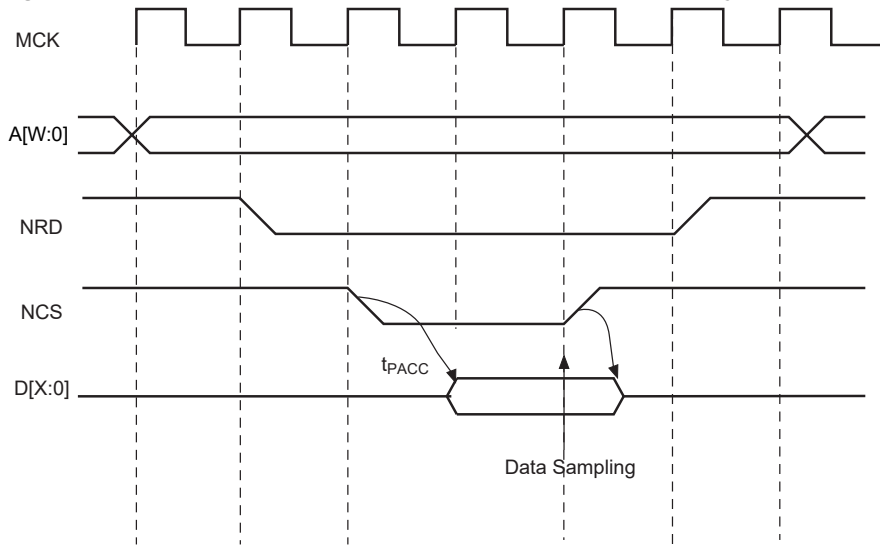 MCK
A[W:0]
NRD
NCS
tPACC
D[X:0]
Data Sampling